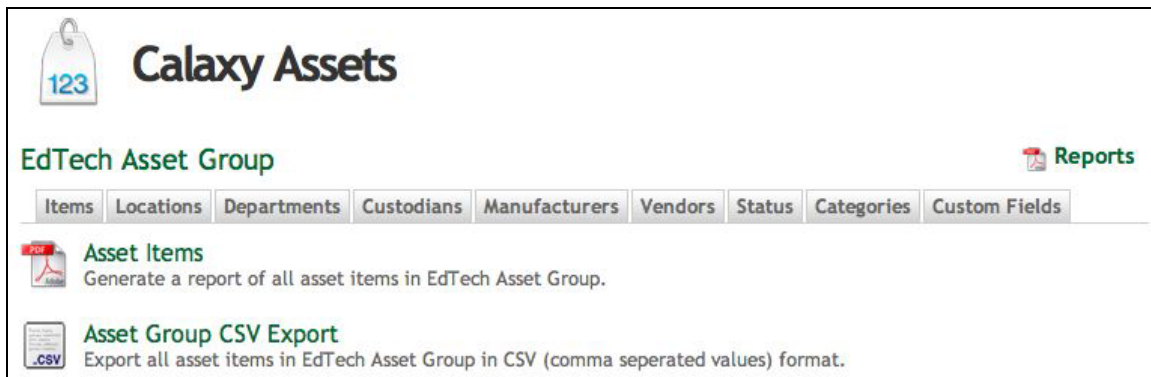 123
Calaxy Assets
EdTech Asset Group
Reports
Items Locations Departments Custodians Manufacturers Vendors Status Categories Custom Fields
PDF
Adobe
Asset Items
Generate a report of all asset items in EdTech Asset Group.
Asset Group CSV Export
.CSV
Export all asset items in EdTech Asset Group in CSV (comma seperated values) format.